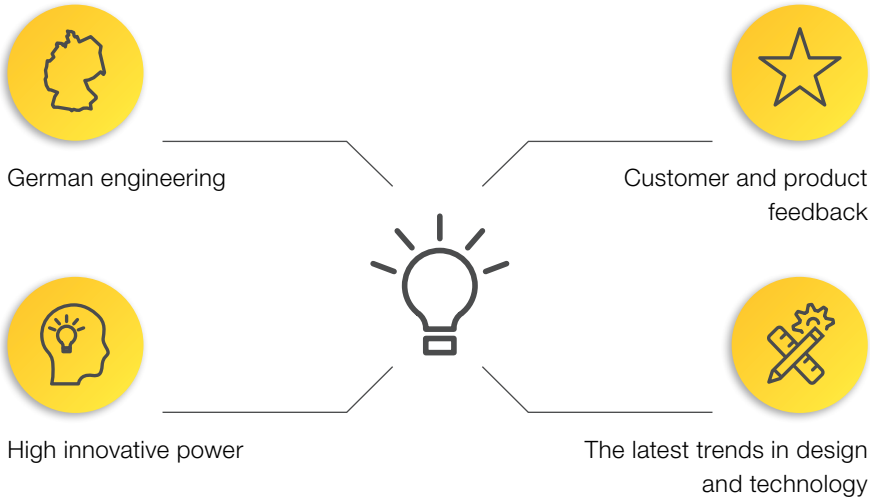 German engineering
Customer and product
feedback
High innovative power
The latest trends in design
and technology